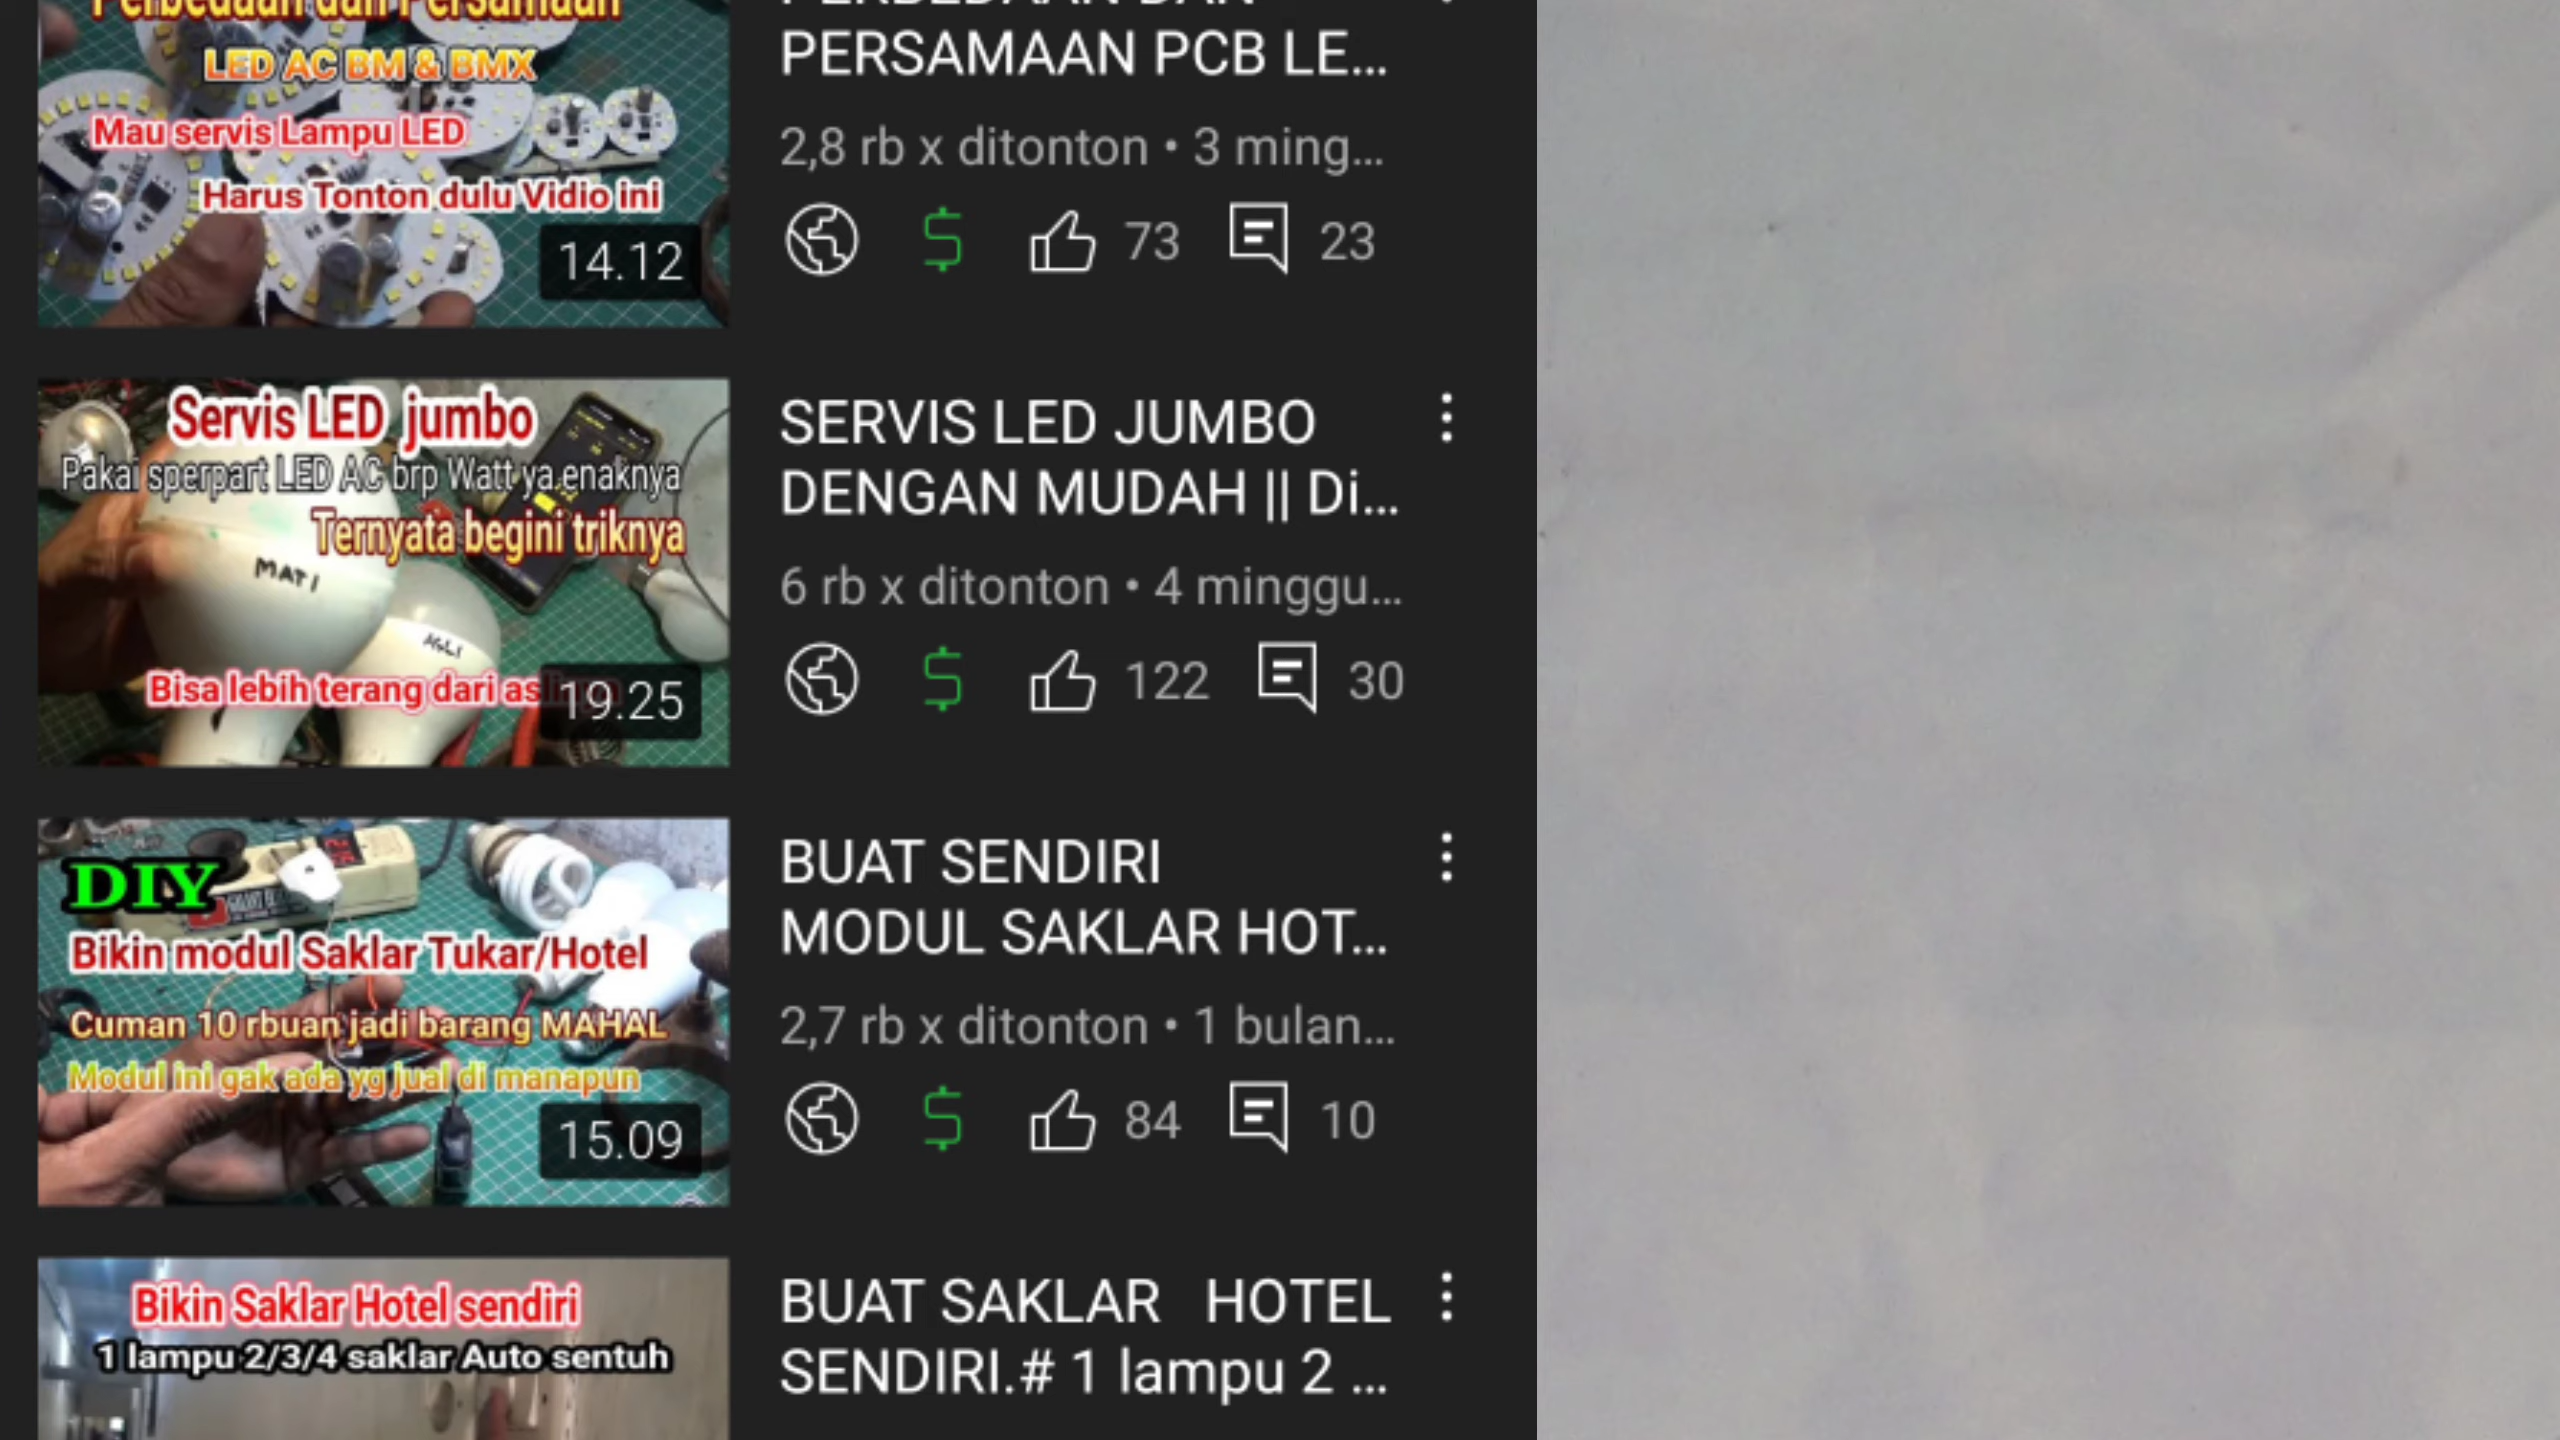 Perbedaan dan Persamaan
LED AC BM & BMX
Mau servis Lampu LED
Harus Tonton dulu Vidio ini
14.12
PERBEDAAN DAN
PERSAMAAN PCB LE...
2,8 rb x ditonton • 3 ming...
73
23
Servis LED jumbo
Pakai sperpart LED AC brp Watt ya enaknya
Ternyata begini triknya
MATI
ASLI
Bisa lebih terang dari as
19.25
SERVIS LED JUMBO
DENGAN MUDAH || Di...
6 rb x ditonton • 4 minggu...
122
30
DIY
Bikin modul Saklar Tukar/Hotel
Cuman 10 rbuan jadi barang MAHAL
Modul ini gak ada yg jual di manapun
15.09
BUAT SENDIRI
MODUL SAKLAR HOT...
2,7 rb x ditonton • 1 bulan...
84
10
Bikin Saklar Hotel sendiri
1 lampu 2/3/4 saklar Auto sentuh
BUAT SAKLAR HOTEL
SENDIRI.# 1 lampu 2 ...